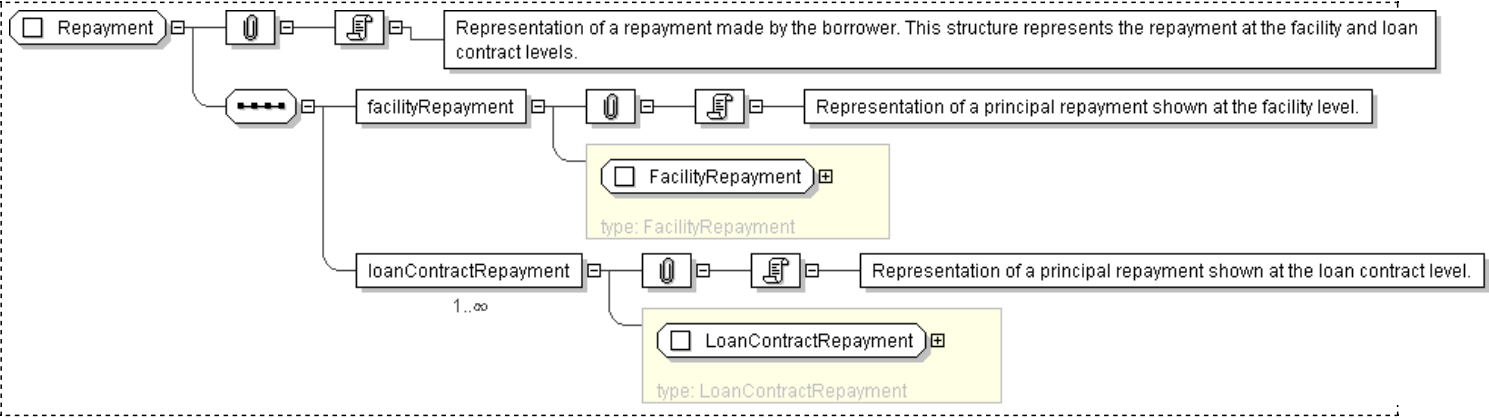 Repayment
Representation of a repayment made by the borrower. This structure represents the repayment at the facility and loan
contract levels.
facilityRepayment
Representation of a principal repayment shown at the facility level.
FacilityRepayment
type: FacilityRepayment
loanContractRepayment
Representation of a principal repayment shown at the loan contract level.
1..∞
LoanContractRepayment
type: LoanContractRepayment